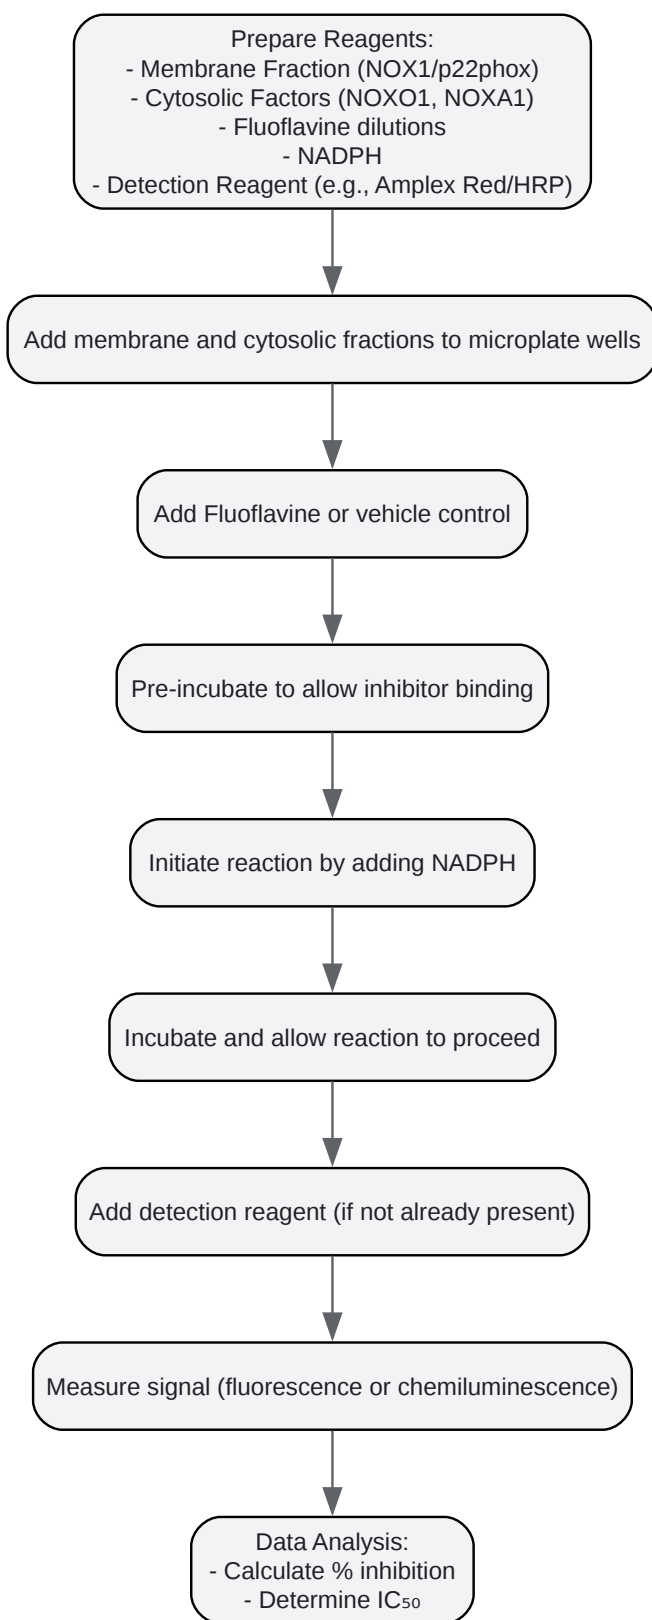 Prepare Reagents:
- Membrane Fraction (NOX1/p22phox)
- Cytosolic Factors (NOXO1, NOXA1)
- Fluoflavine dilutions
- NADPH
- Detection Reagent (e.g., Amplex Red/HRP)
Add membrane and cytosolic fractions to microplate wells
Add Fluoflavine or vehicle control
Pre-incubate to allow inhibitor binding
Initiate reaction by adding NADPH
Incubate and allow reaction to proceed
Add detection reagent (if not already present)
Measure signal (fluorescence or chemiluminescence)
Data Analysis:
- Calculate % inhibition
- Determine IC₅₀